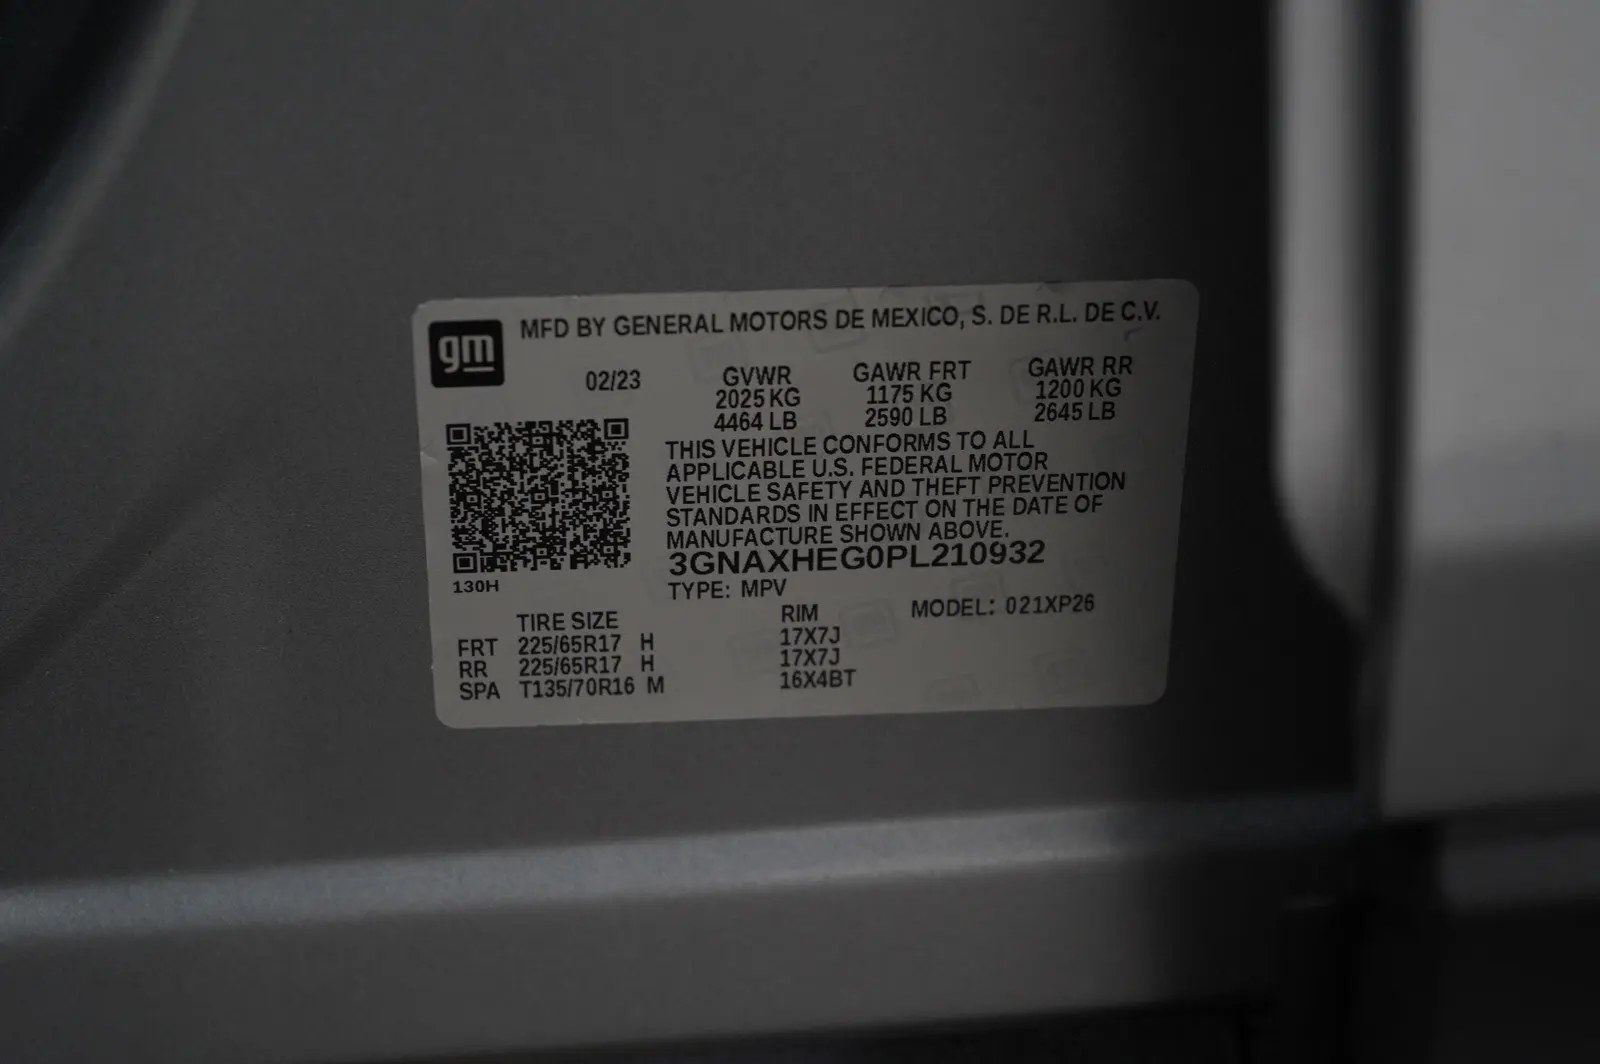 gm MFD BY GENERAL MOTORS DE MEXICO, S. DE R.L. DE C.V.
02/23 GVWR GAWR FRT GAWR RR
2025 KG 1175 KG 1200 KG
4464 LB 2590 LB 2645 LB
THIS VEHICLE CONFORMS TO ALL
APPLICABLE U.S. FEDERAL MOTOR
VEHICLE SAFETY AND THEFT PREVENTION
STANDARDS IN EFFECT ON THE DATE OF
MANUFACTURE SHOWN ABOVE.
3GNAXHEG0PL210932
130H TYPE: MPV
TIRE SIZE RIM MODEL: 021XP26
FRT 225/65R17 H 17X7J
RR 225/65R17 H 17X7J
SPA T135/70R16 M 16X4BT